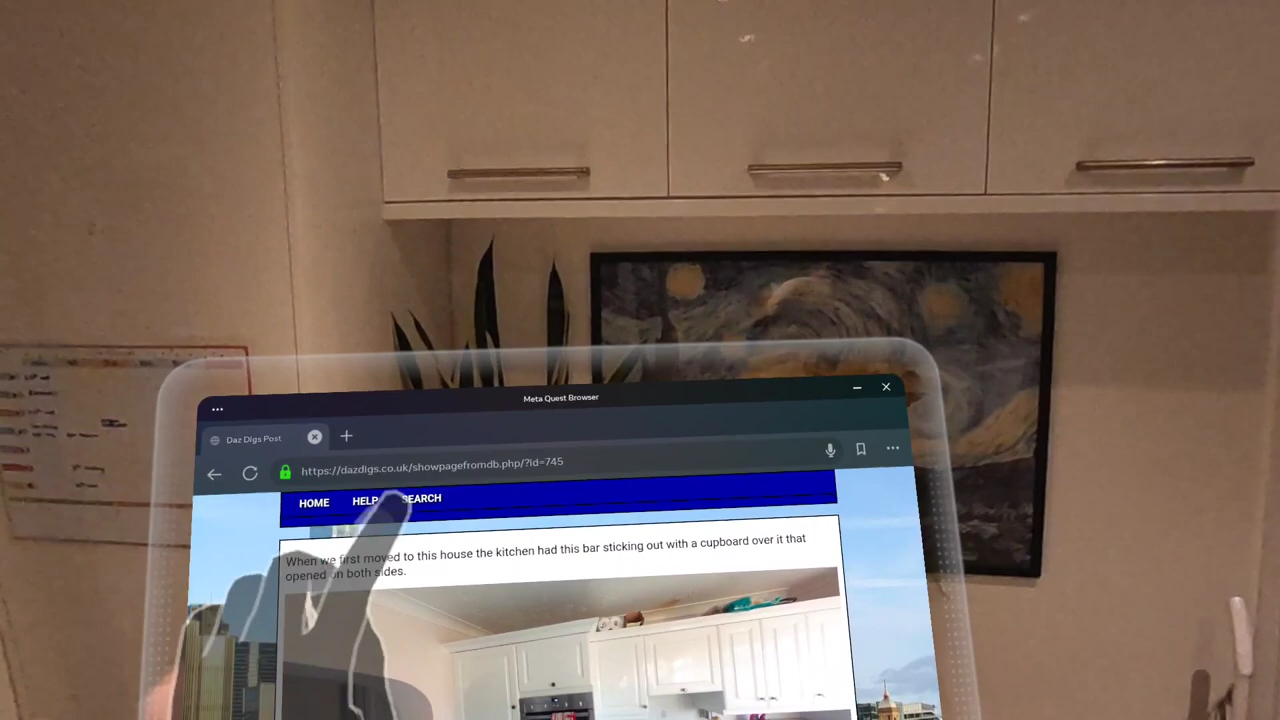 Meta Quest Browser
Daz DIgs Post
https://dazdIgs.co.uk/showpagefromdb.php/?id=745
HOME HELP SEARCH
When we first moved to this house the kitchen had this bar sticking out with a cupboard over it that
opened on both sides.